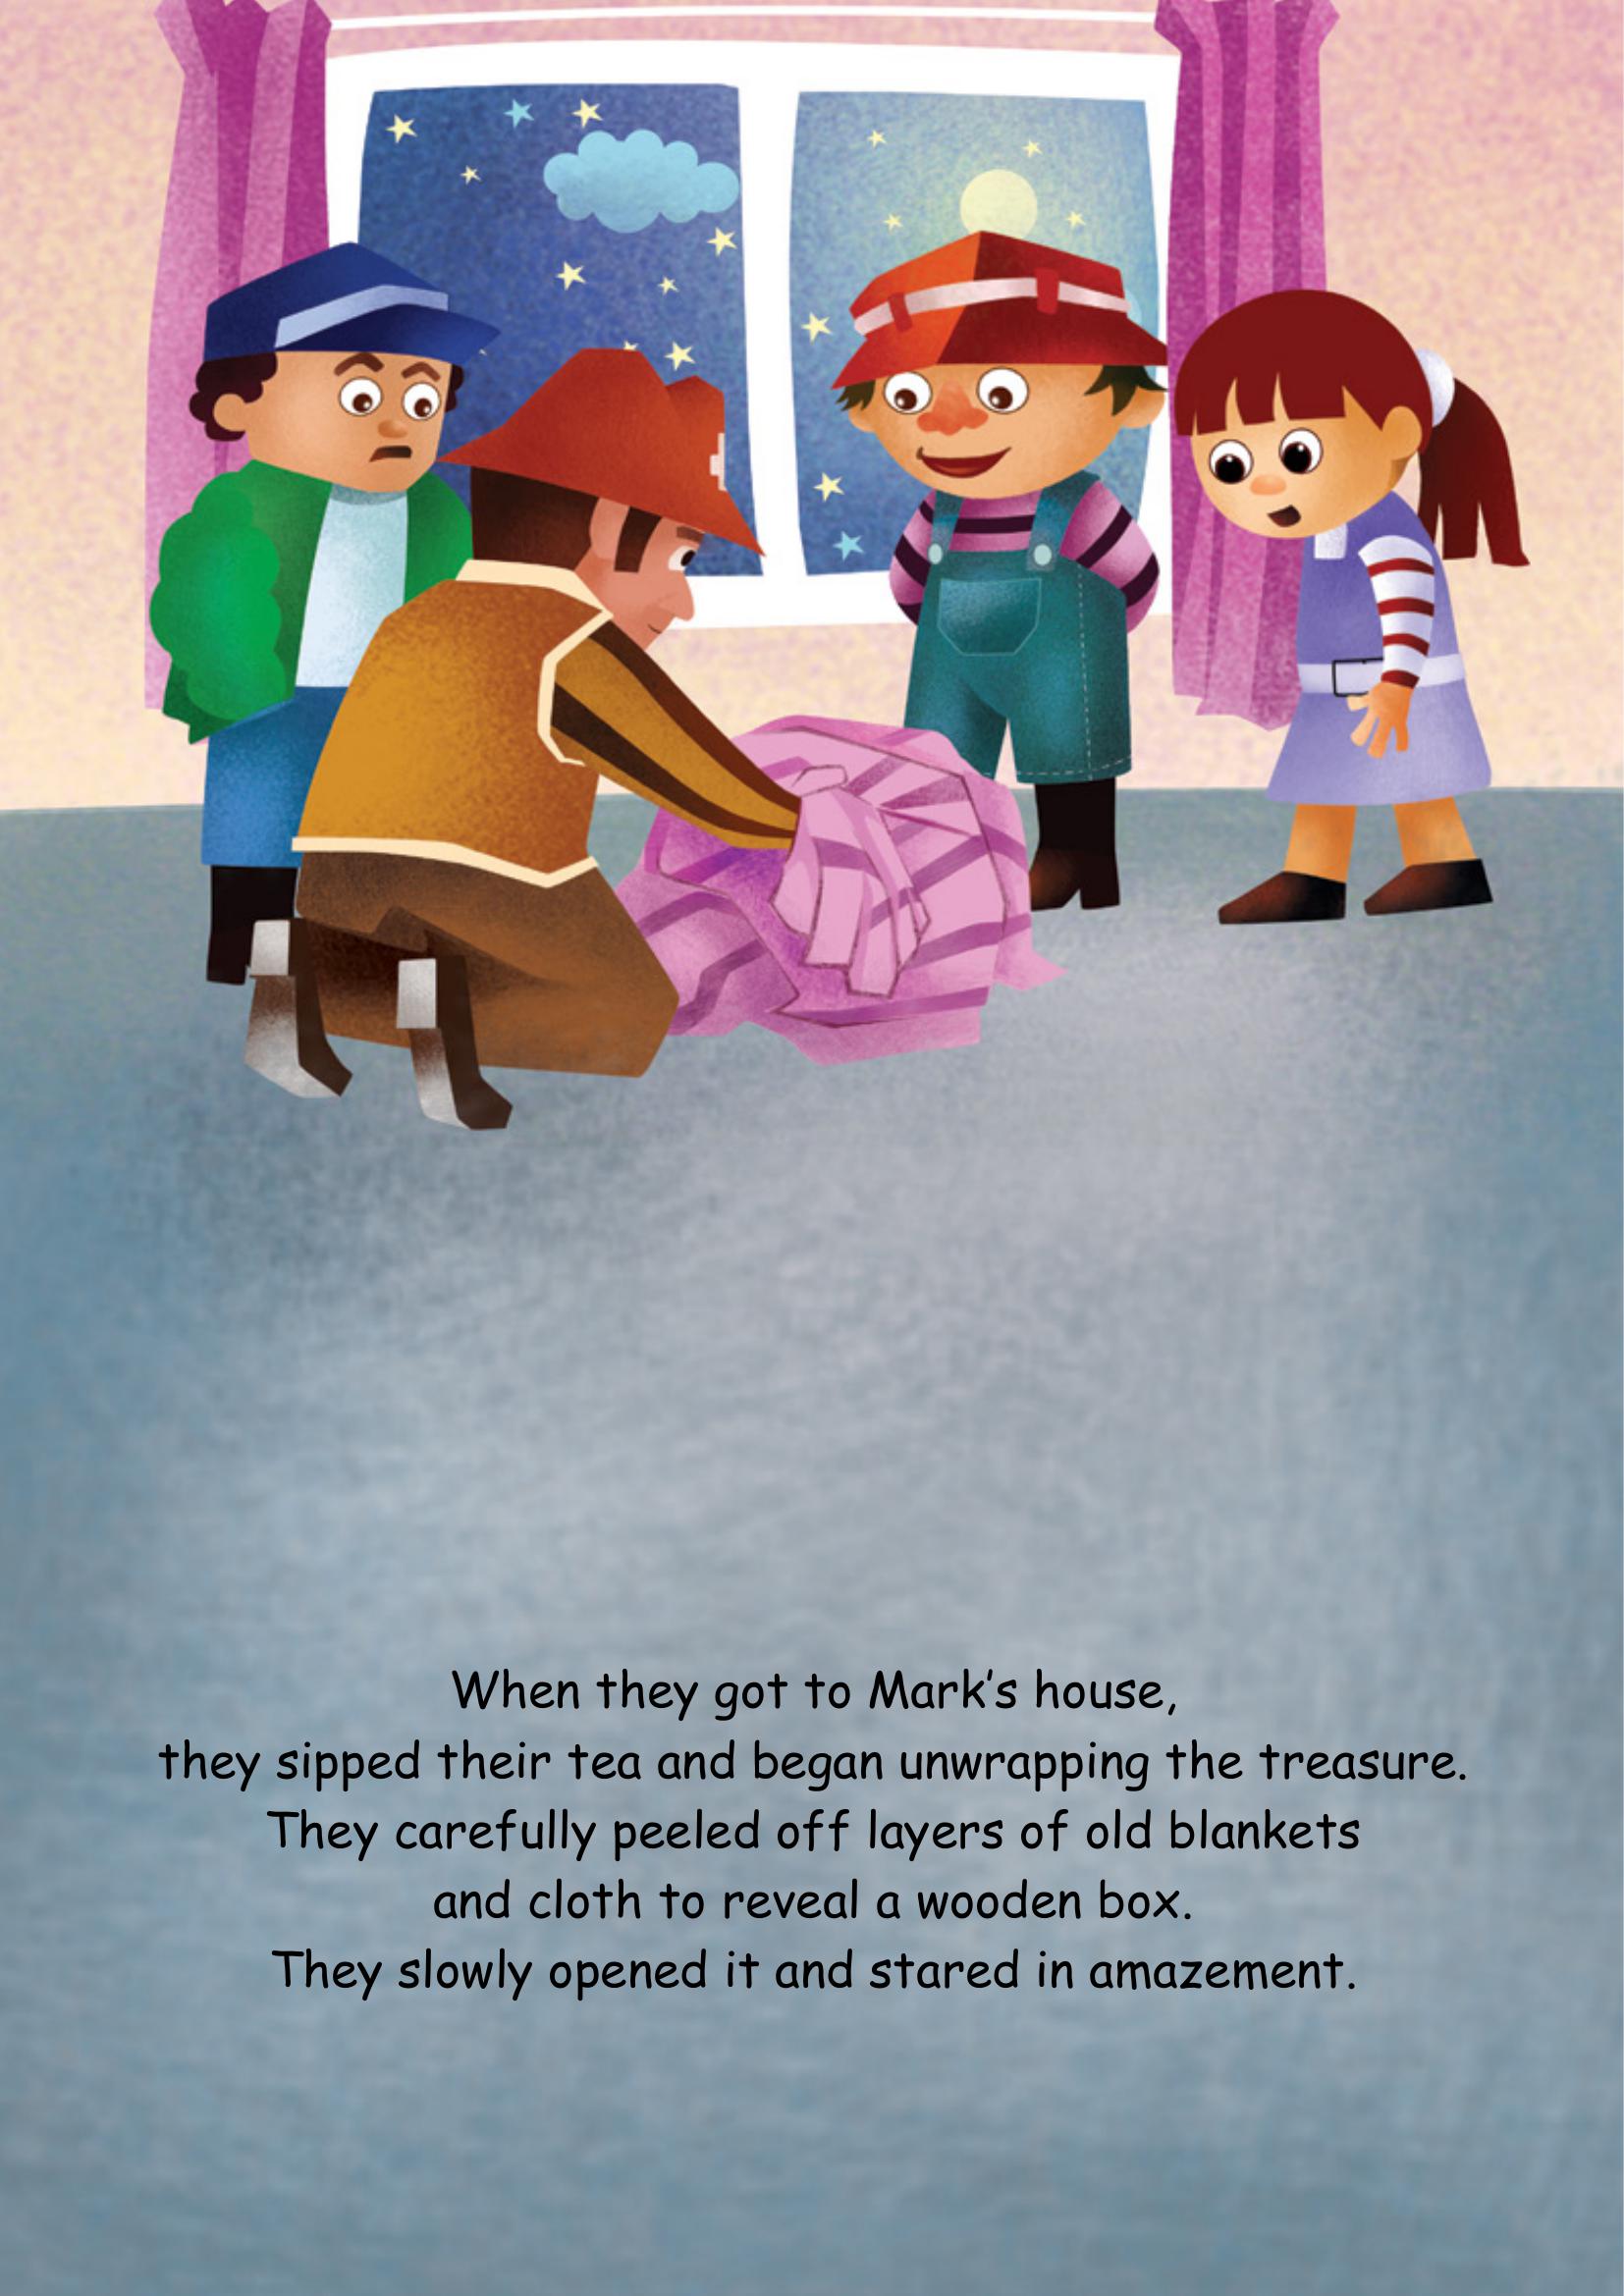 When they got to Mark's house,
they sipped their tea and began unwrapping the treasure.
They carefully peeled off layers of old blankets
and cloth to reveal a wooden box.
They slowly opened it and stared in amazement.